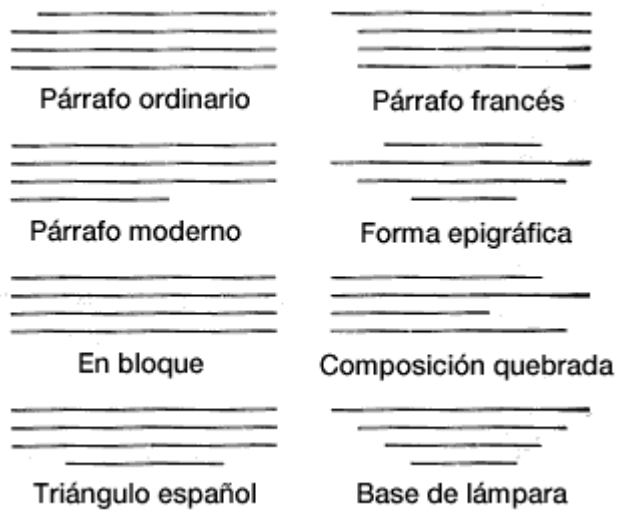 Párrafo ordinario
Párrafo francés
Párrafo moderno
Forma epigráfica
En bloque
Composición quebrada
Triángulo español
Base de lámpara